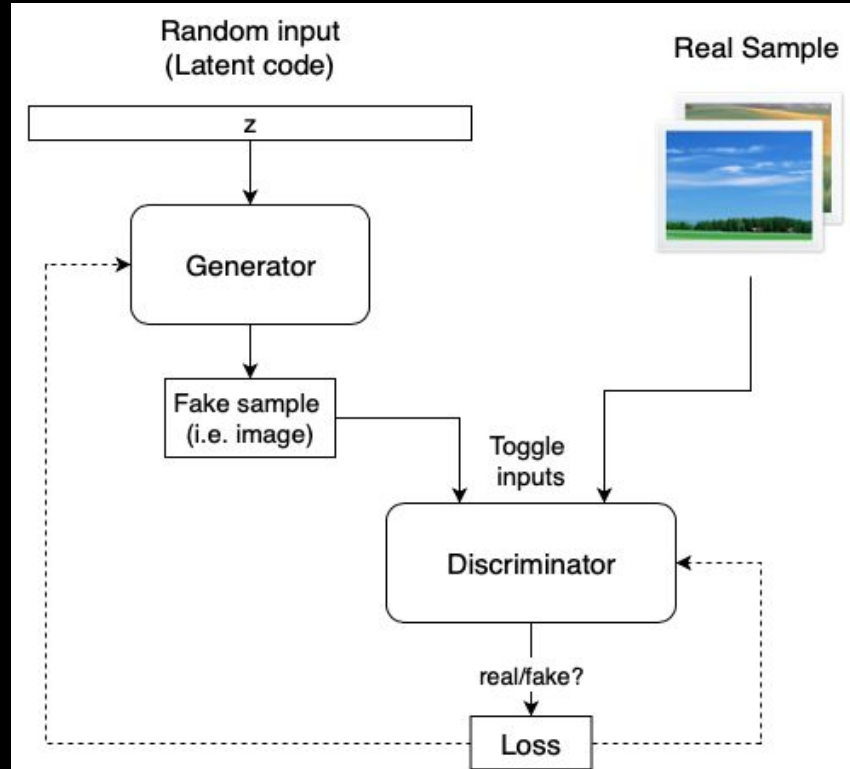 Random input
(Latent code)
Real Sample
z
Generator
Fake sample
(i.e. image)
Toggle
inputs
Discriminator
real/fake?
Loss